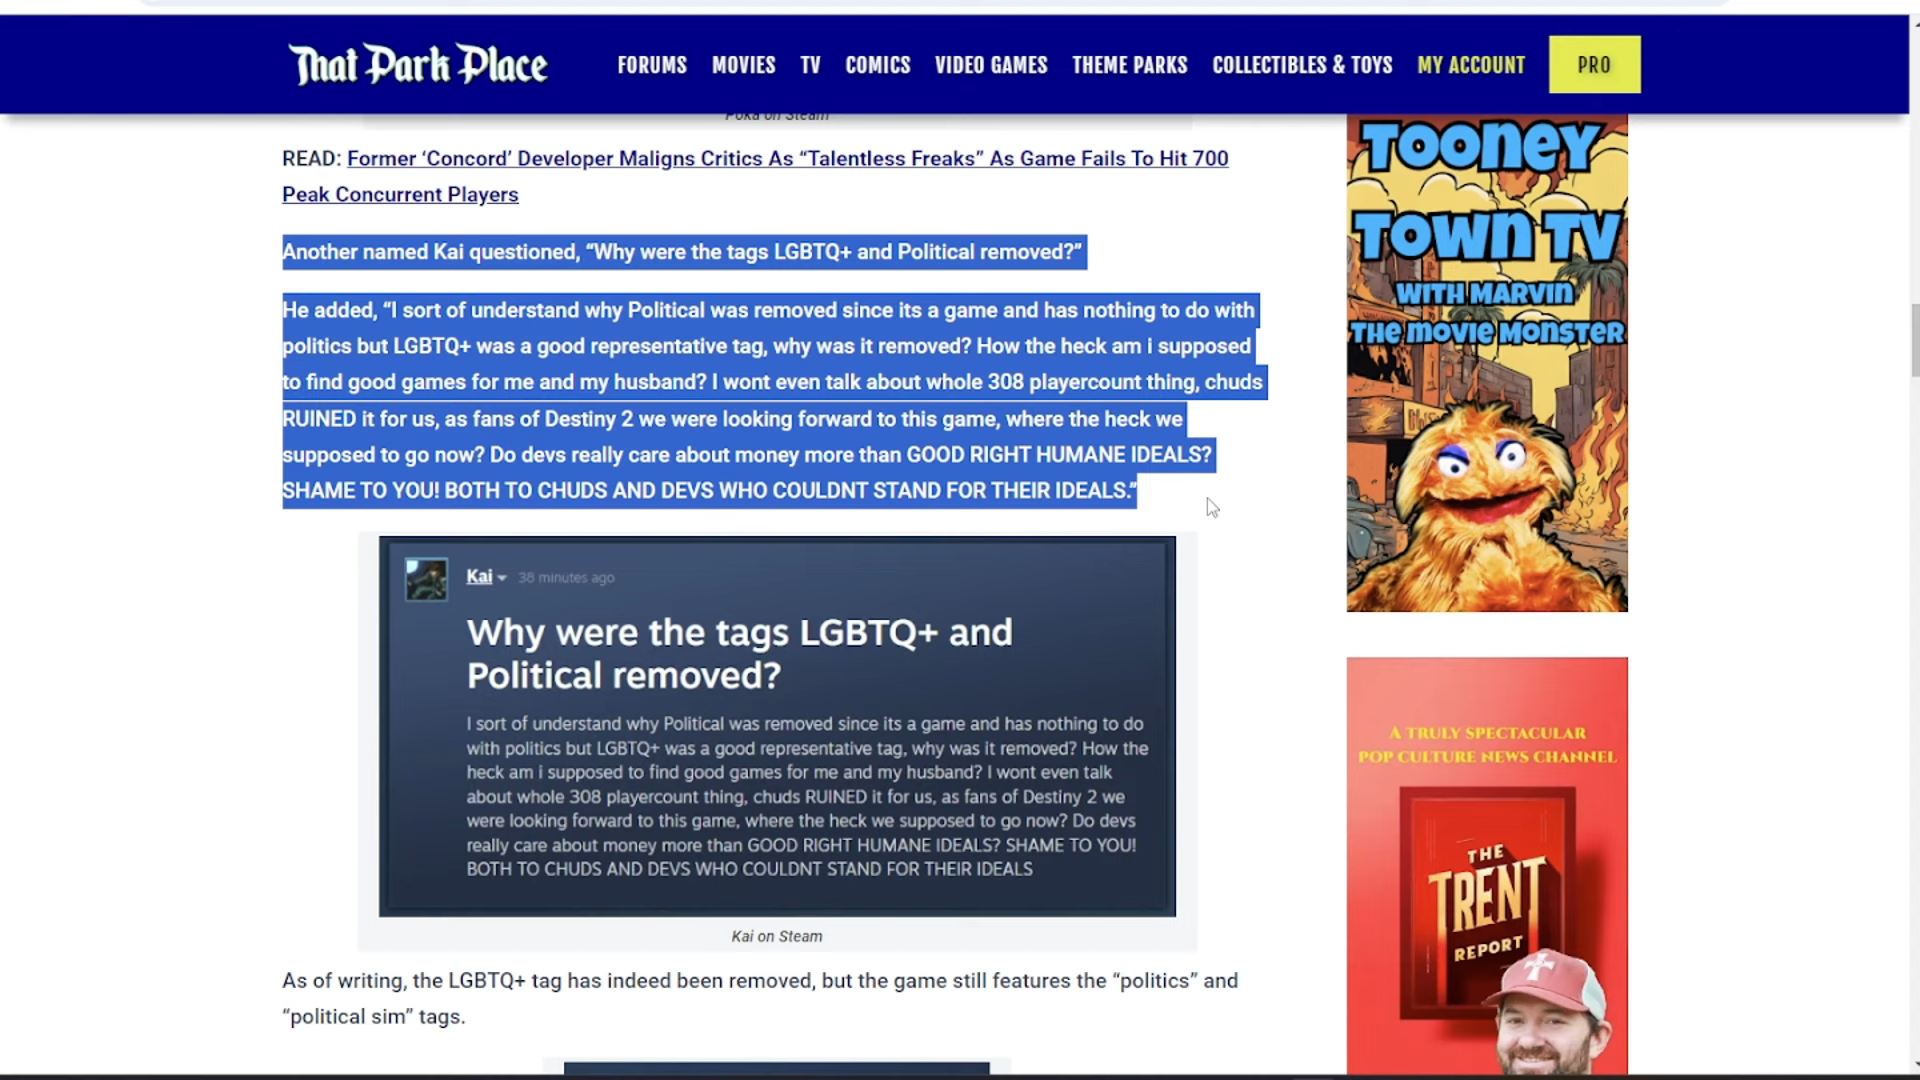 That Park Place
FORUMS MOVIES TV COMICS VIDEO GAMES THEME PARKS COLLECTIBLES & TOYS MY ACCOUNT PRO
Poka on Steam
READ: Former ‘Concord’ Developer Maligns Critics As “Talentless Freaks” As Game Fails To Hit 700
Peak Concurrent Players
Another named Kai questioned, “Why were the tags LGBTQ+ and Political removed?”
He added, “I sort of understand why Political was removed since its a game and has nothing to do with
politics but LGBTQ+ was a good representative tag, why was it removed? How the heck am i supposed
to find good games for me and my husband? I wont even talk about whole 308 playercount thing, chuds
RUINED it for us, as fans of Destiny 2 we were looking forward to this game, where the heck we
supposed to go now? Do devs really care about money more than GOOD RIGHT HUMANE IDEALS?
SHAME TO YOU! BOTH TO CHUDS AND DEVS WHO COULDNT STAND FOR THEIR IDEALS.”
Kai 38 minutes ago
Why were the tags LGBTQ+ and
Political removed?
I sort of understand why Political was removed since its a game and has nothing to do
with politics but LGBTQ+ was a good representative tag, why was it removed? How the
heck am i supposed to find good games for me and my husband? I wont even talk
about whole 308 playercount thing, chuds RUINED it for us, as fans of Destiny 2 we
were looking forward to this game, where the heck we supposed to go now? Do devs
really care about money more than GOOD RIGHT HUMANE IDEALS? SHAME TO YOU!
BOTH TO CHUDS AND DEVS WHO COULDNT STAND FOR THEIR IDEALS
Kai on Steam
As of writing, the LGBTQ+ tag has indeed been removed, but the game still features the “politics” and
“political sim” tags.
TOONEY
TOWN TV
WITH MARVIN
THE MOVIE MONSTER
A TRULY SPECTACULAR
POP CULTURE NEWS CHANNEL
THE
TRENT
REPORT